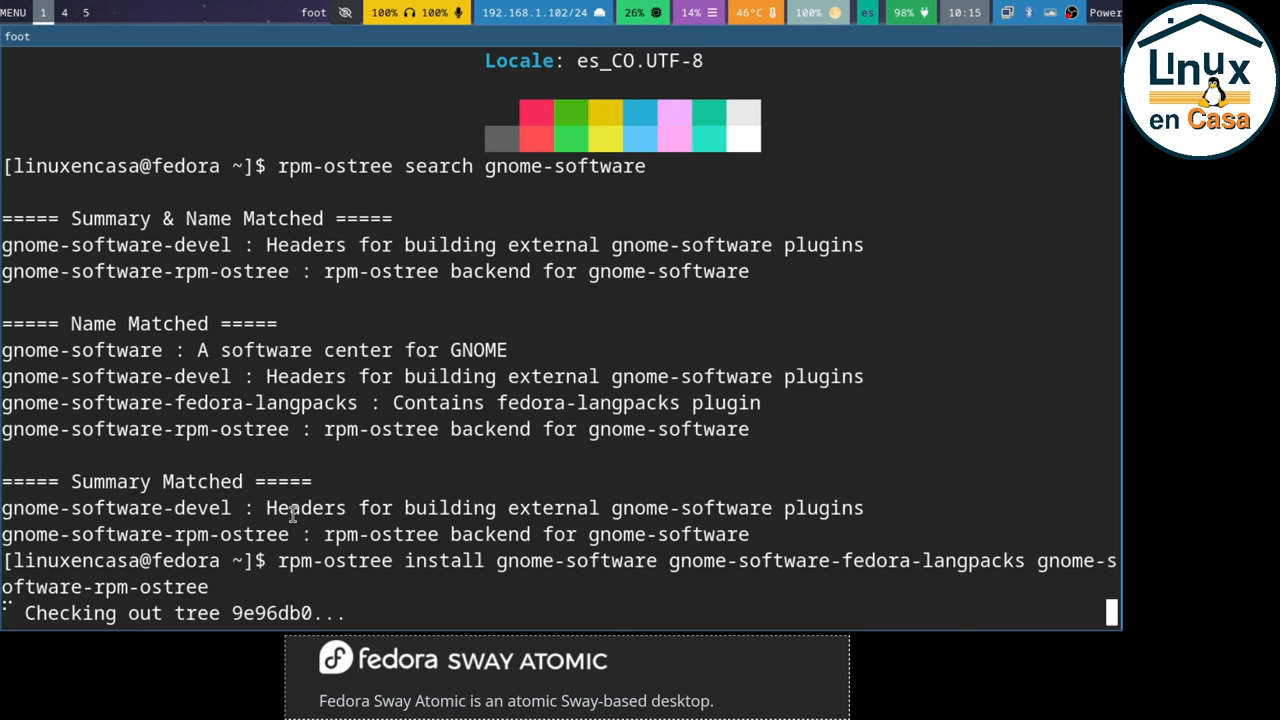 MENU 1 4 5 foot 100% 100% 192.168.1.102/24 26% 14% 46°C 100% es 98% 10:15 Power
foot
Locale: es_CO.UTF-8
[linuxencasa@fedora ~]$ rpm-ostree search gnome-software
===== Summary & Name Matched =====
gnome-software-devel : Headers for building external gnome-software plugins
gnome-software-rpm-ostree : rpm-ostree backend for gnome-software
===== Name Matched =====
gnome-software : A software center for GNOME
gnome-software-devel : Headers for building external gnome-software plugins
gnome-software-fedora-langpacks : Contains fedora-langpacks plugin
gnome-software-rpm-ostree : rpm-ostree backend for gnome-software
===== Summary Matched =====
gnome-software-devel : Headers for building external gnome-software plugins
gnome-software-rpm-ostree : rpm-ostree backend for gnome-software
[linuxencasa@fedora ~]$ rpm-ostree install gnome-software gnome-software-fedora-langpacks gnome-s
oftware-rpm-ostree
Checking out tree 9e96db0...
Linux
en Casa
fedora SWAY ATOMIC
Fedora Sway Atomic is an atomic Sway-based desktop.